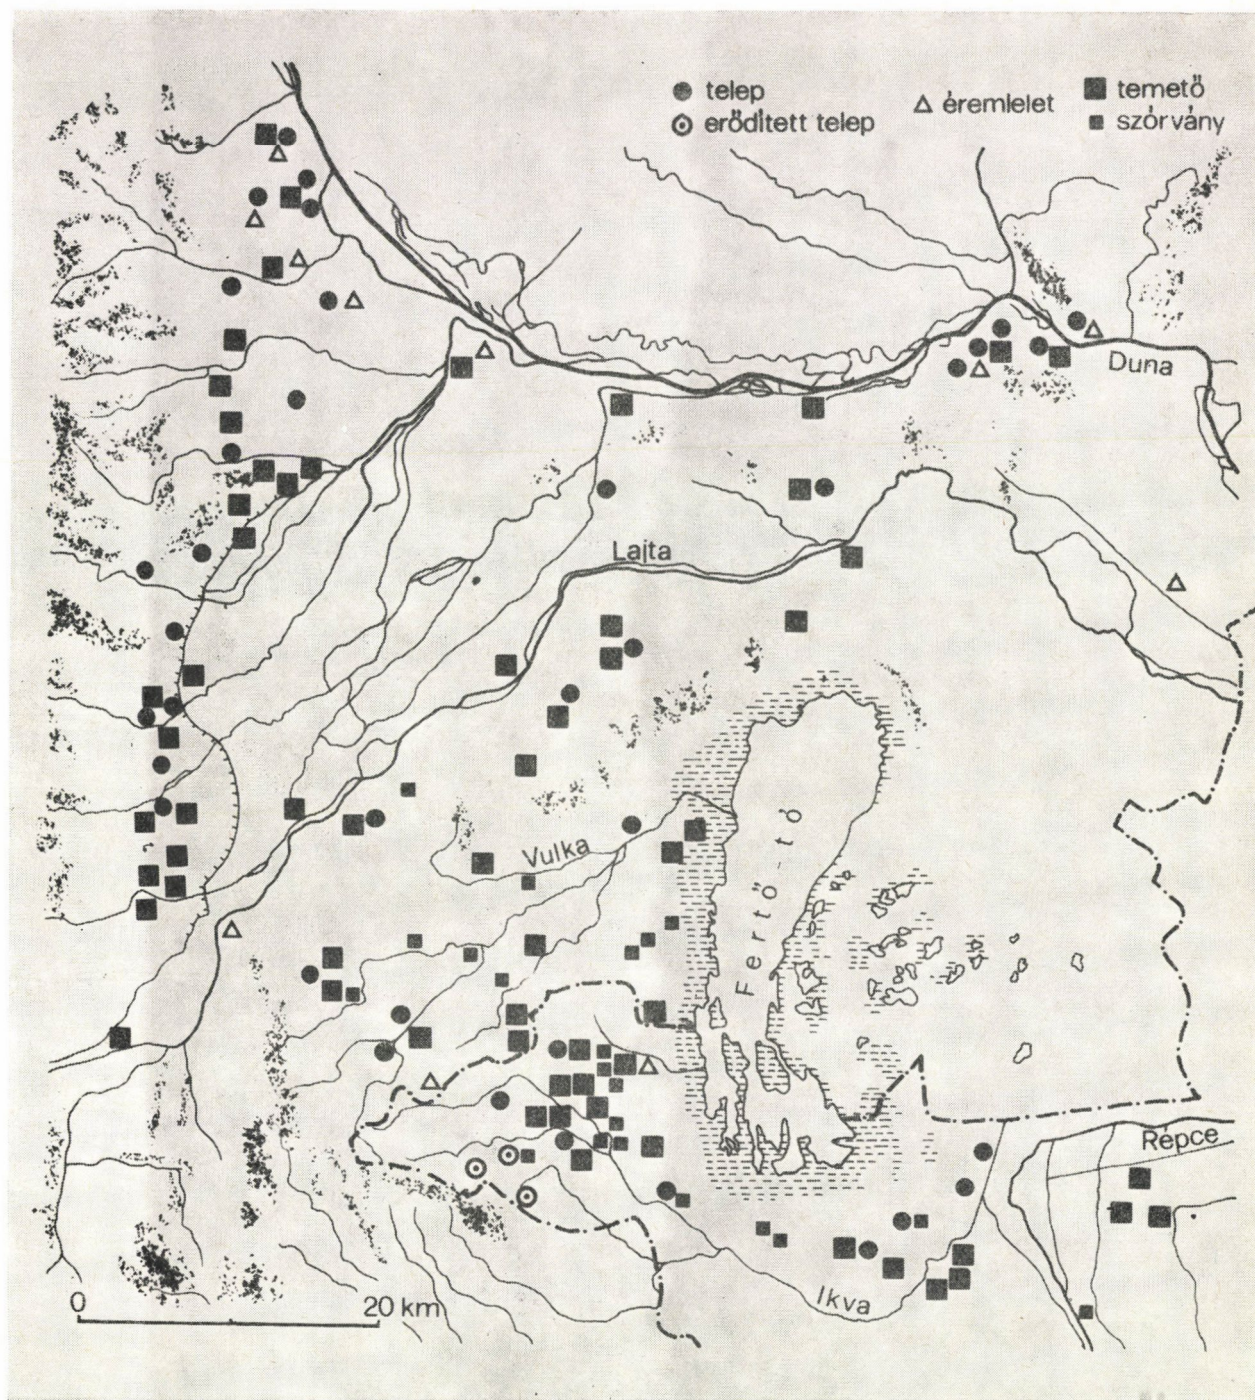 telep
erődített telep
éremlelet
temető
szórvány
Duna
Lajta
Vulka
Fertő-tó
Répce
Ikva
0 20 km